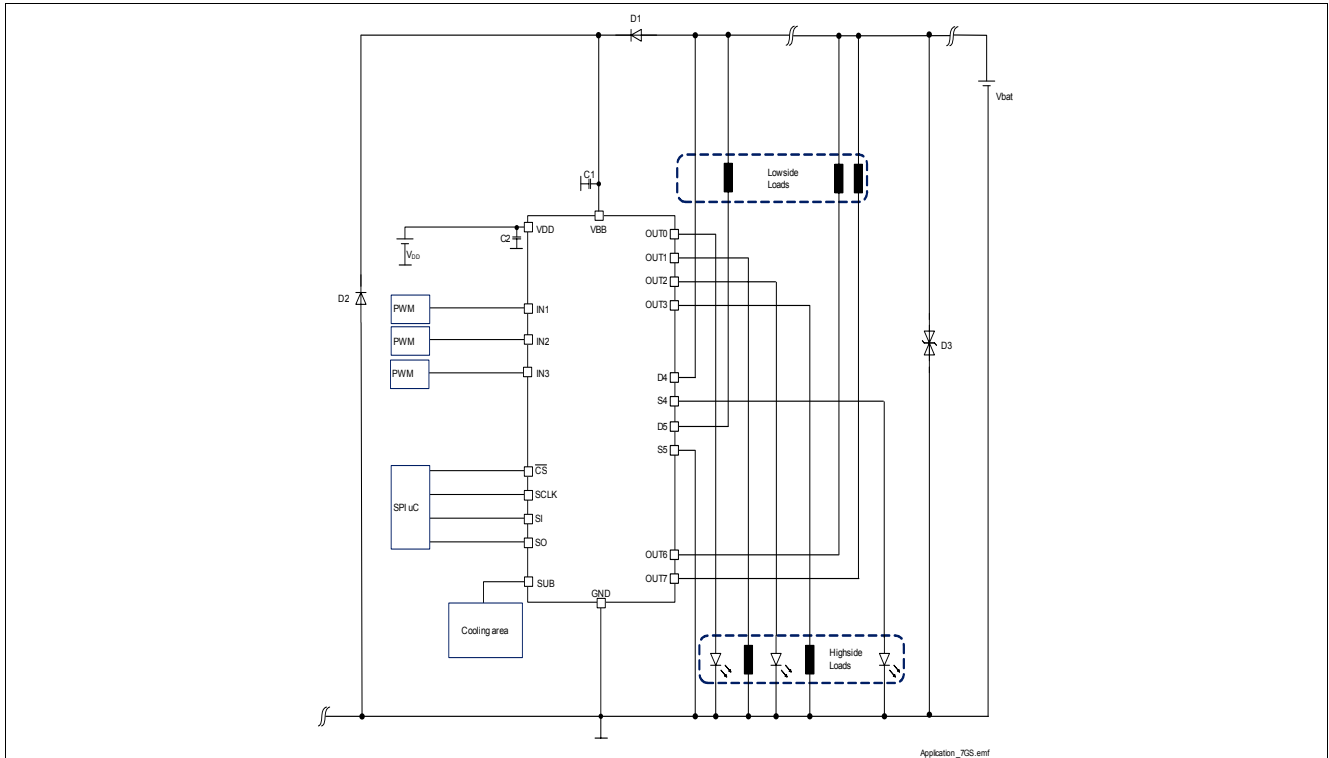 D1
Vbat
Lowside
Loads
C1
VDD
VBB
C2
VDD
OUT0
OUT1
OUT2
OUT3
D2
PWM
IN1
PWM
IN2
PWM
IN3
D3
D4
S4
D5
S5
CS
SPI uC
SCLK
SI
SO
OUT6
OUT7
SUB
GND
Cooling area
Highside
Loads
Application_7GS.emf